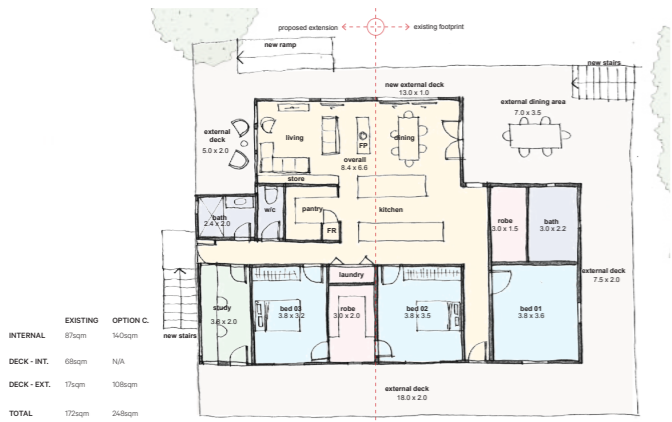 proposed extension
existing footprint
new ramp
new stairs
new external deck
13.0 x 1.0
external dining area
7.0 x 3.5
external
deck
5.0 x 2.0
living
FP
dining
overall
8.4 x 6.6
store
bath
2.4 x 2.0
w/c
pantry
kitchen
FR
robe
3.0 x 1.5
bath
3.0 x 2.2
laundry
external deck
7.5 x 2.0
study
3.8 x 2.0
bed 03
3.8 x 3.2
robe
3.0 x 2.0
bed 02
3.8 x 3.5
bed 01
3.8 x 3.6
new stairs
external deck
18.0 x 2.0
EXISTING OPTION C.
INTERNAL 87sqm 140sqm
DECK - INT. 68sqm N/A
DECK - EXT. 17sqm 108sqm
TOTAL 172sqm 248sqm